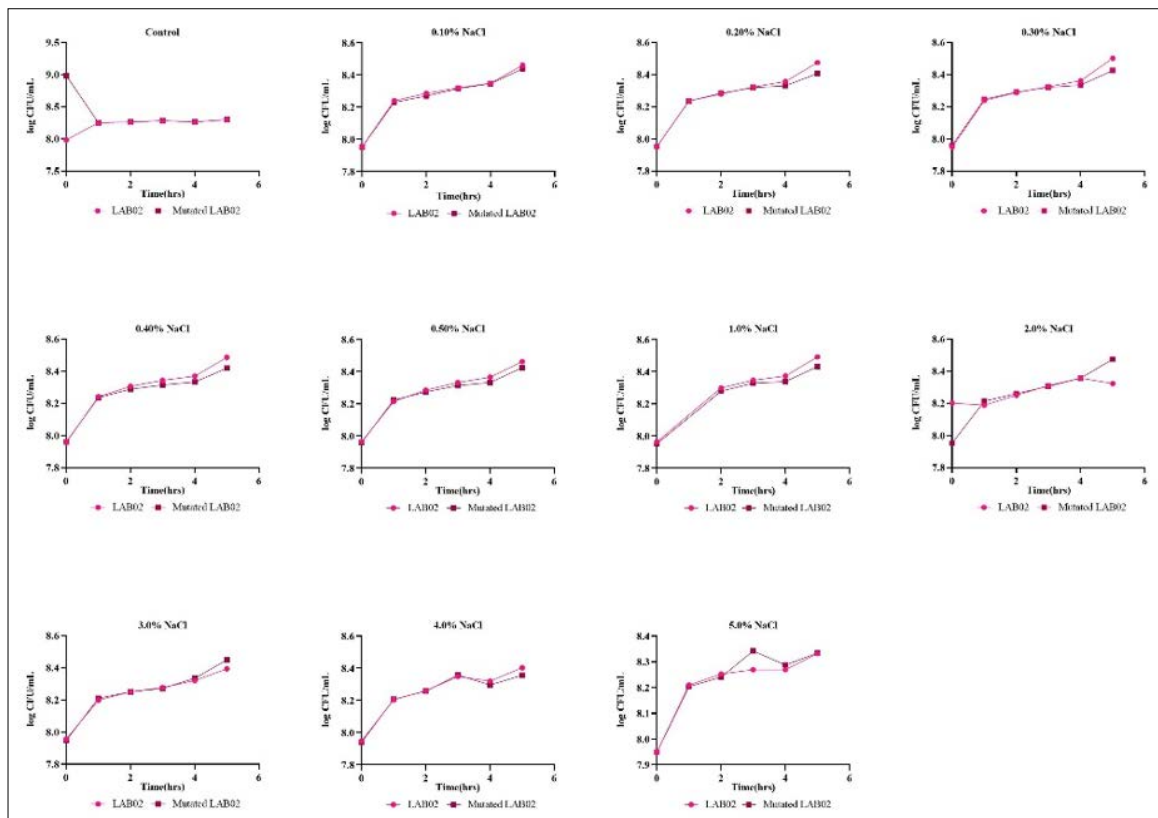 Control
9.5
9.0
8.5
8.0
7.5
log CFU/mL
0 2 4 6
Time(hrs)
LAB02 Mutated LAB02
0.10% NaCl
8.6
8.4
8.2
8.0
7.8
log CFU/mL
0 2 4 6
Time(hrs)
LAB02 Mutated LAB02
0.20% NaCl
8.6
8.4
8.2
8.0
7.8
log CFU/mL
0 2 4 6
Time(hrs)
LAB02 Mutated LAB02
0.30% NaCl
8.6
8.4
8.2
8.0
7.8
log CFU/mL
0 2 4 6
Time(hrs)
LAB02 Mutated LAB02
0.40% NaCl
8.6
8.4
8.2
8.0
7.8
log CFU/mL
0 2 4 6
Time(hrs)
LAB02 Mutated LAB02
0.50% NaCl
8.6
8.4
8.2
8.0
7.8
log CFU/mL
0 2 4 6
Time(hrs)
LAB02 Mutated LAB02
1.0% NaCl
8.6
8.4
8.2
8.0
7.8
log CFU/mL
0 2 4 6
Time(hrs)
LAB02 Mutated LAB02
2.0% NaCl
8.6
8.4
8.2
8.0
7.8
log CFU/mL
0 2 4 6
Time(hrs)
LAB02 Mutated LAB02
3.0% NaCl
8.6
8.4
8.2
8.0
7.8
log CFU/mL
0 2 4 6
Time(hrs)
LAB02 Mutated LAB02
4.0% NaCl
8.6
8.4
8.2
8.0
7.8
log CFU/mL
0 2 4 6
Time(hrs)
LAB02 Mutated LAB02
5.0% NaCl
8.4
8.3
8.2
8.1
8.0
7.9
log CFU/mL
0 2 4 6
Time(hrs)
LAB02 Mutated LAB02